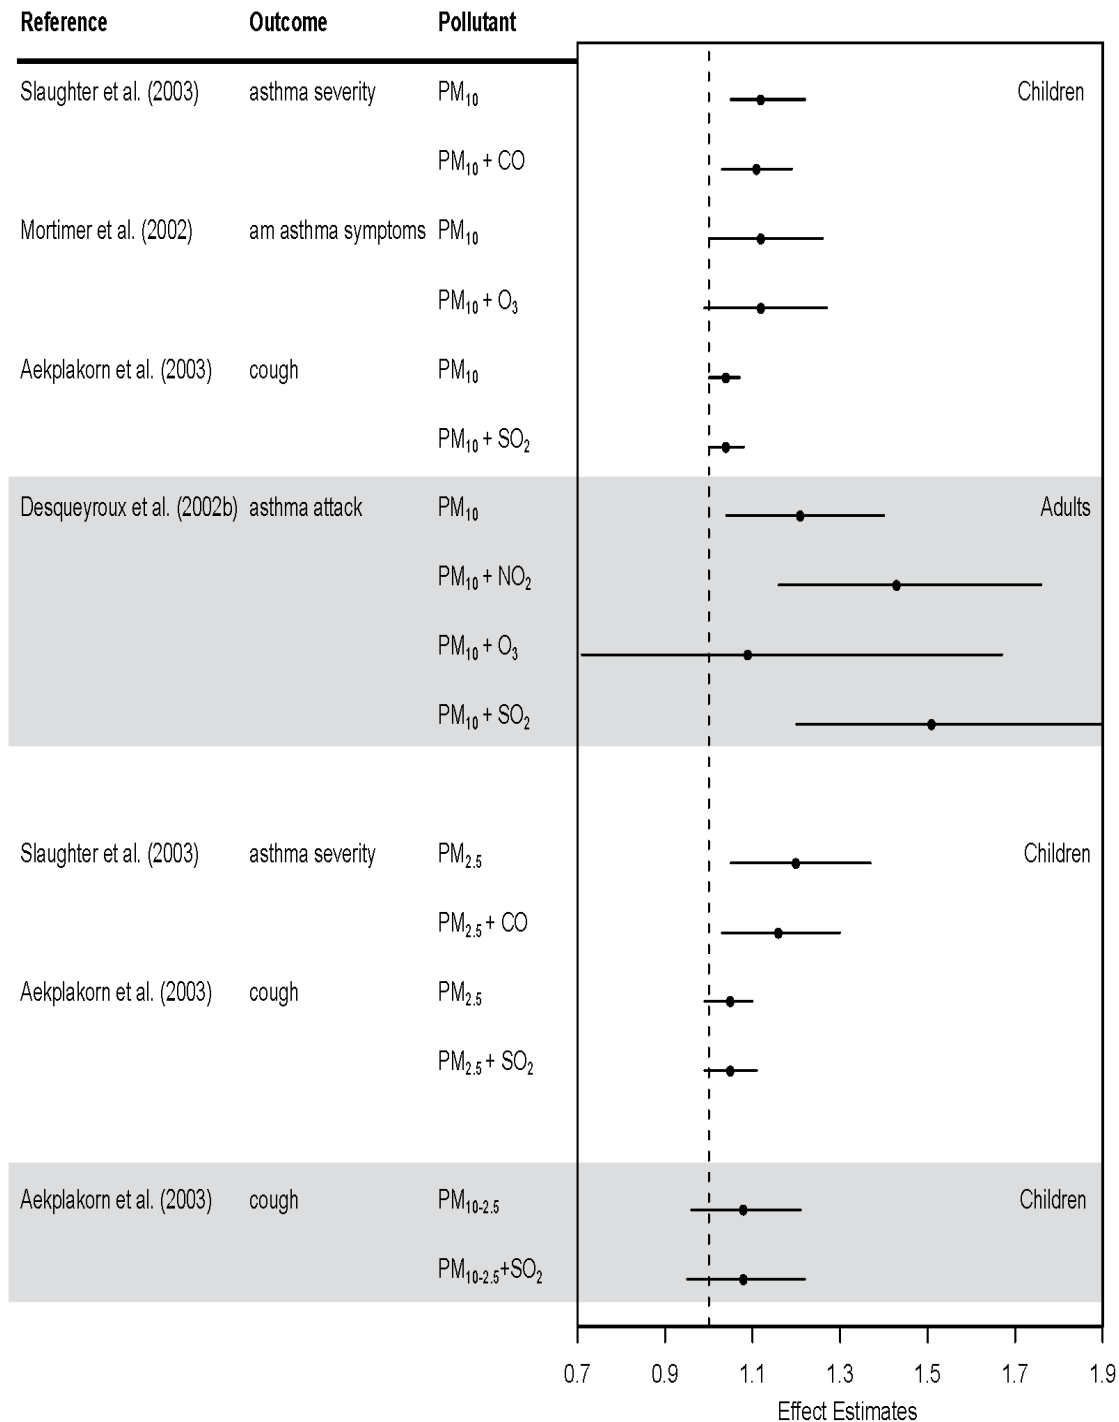 Reference Outcome Pollutant
Slaughter et al. (2003) asthma severity PM10 Children
PM10 + CO
Mortimer et al. (2002) am asthma symptoms PM10
PM10 + O3
Aekplakorn et al. (2003) cough PM10
PM10 + SO2
Desqueyroux et al. (2002b) asthma attack PM10 Adults
PM10 + NO2
PM10 + O3
PM10 + SO2
Slaughter et al. (2003) asthma severity PM2.5 Children
PM2.5 + CO
Aekplakorn et al. (2003) cough PM2.5
PM2.5 + SO2
Aekplakorn et al. (2003) cough PM10-2.5 Children
PM10-2.5+SO2
0.7 0.9 1.1 1.3 1.5 1.7 1.9
Effect Estimates